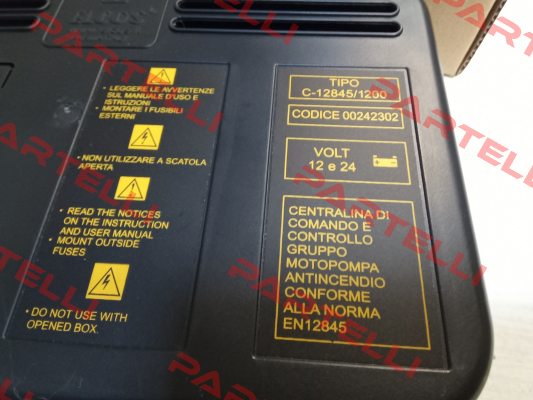 ELCOS
LEGGERE LE AVVERTENZE
SUL MANUALE D'USO E
ISTRUZIONI
• MONTARE I FUSIBILI
ESTERNI
• NON UTILIZZARE A SCATOLA
APERTA
• READ THE NOTICES
ON THE INSTRUCTION
AND USER MANUAL
• MOUNT OUTSIDE
FUSES
• DO NOT USE WITH
OPENED BOX.
TIPO
C-12845/1200
CODICE 00242302
VOLT
12 e 24
CENTRALINA DI
COMANDO E
CONTROLLO
GRUPPO
MOTOPOMPA
ANTINCENDIO
CONFORME
ALLA NORMA
EN12845
PARTELLI
PARTELLI
PARTELLI
PARTELLI
PARTELLI